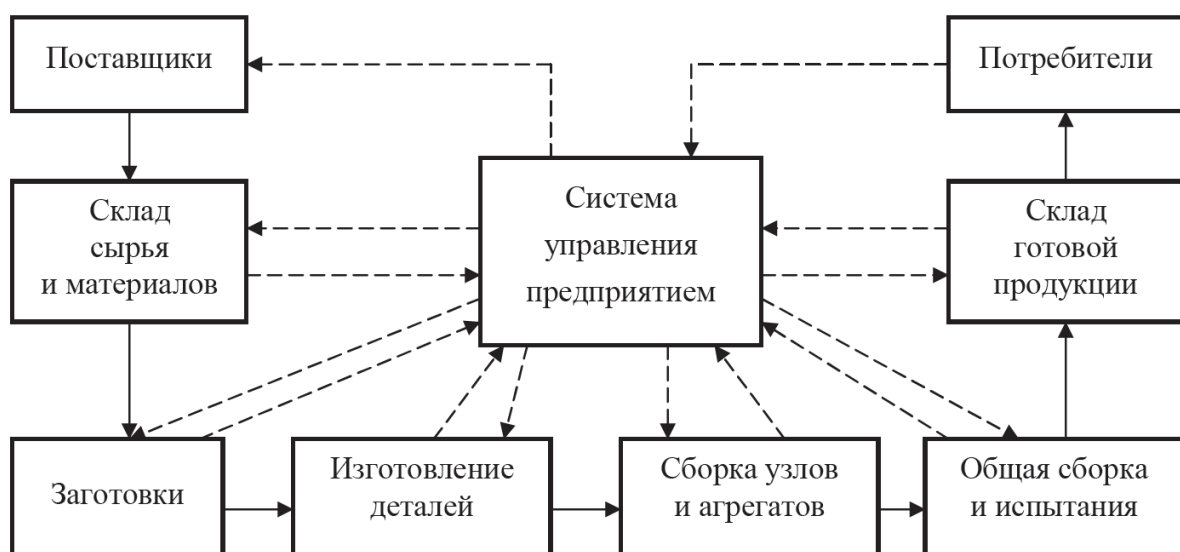 Поставщики
Потребители
Склад
сырья
и материалов
Система
управления
предприятием
Склад
готовой
продукции
Заготовки
Изготовление
деталей
Сборка узлов
и агрегатов
Общая сборка
и испытания